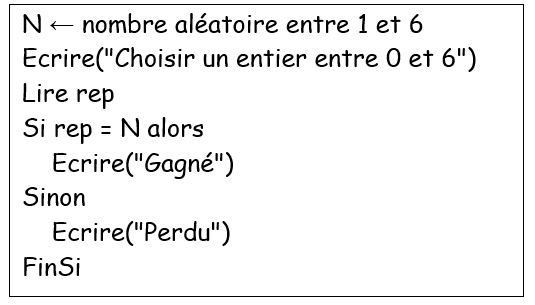 N ← nombre aléatoire entre 1 et 6
Ecrire("Choisir un entier entre 0 et 6")
Lire rep
Si rep = N alors
Ecrire("Gagné")
Sinon
Ecrire("Perdu")
FinSi